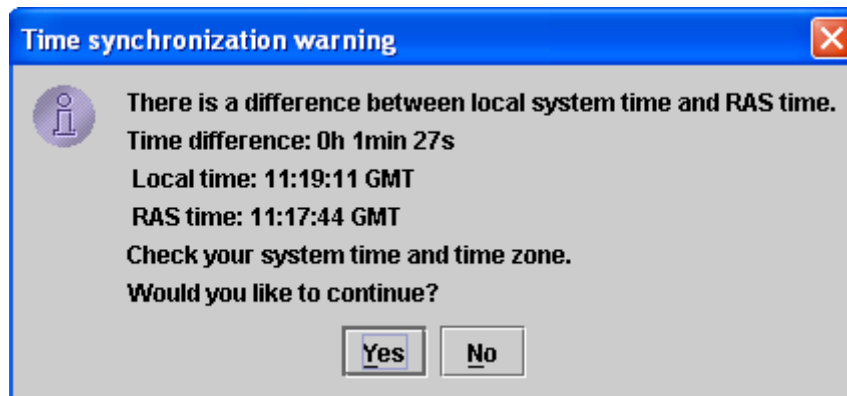 Time synchronization warning
There is a difference between local system time and RAS time.
Time difference: 0h 1min 27s
Local time: 11:19:11 GMT
RAS time: 11:17:44 GMT
Check your system time and time zone.
Would you like to continue?
Yes No